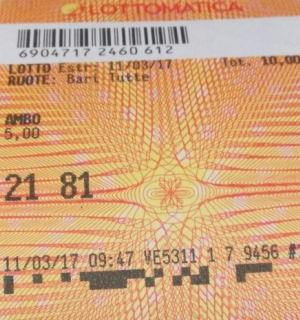 LOTTOMATICA
6904717 2460 612
LOTTO Estr: 11/03/17 Tot. 10,00
RUOTE: Bari Tutte
AMBO
5,00
21 81
11/03/17 09:47 VE5311 1 7 9456 #